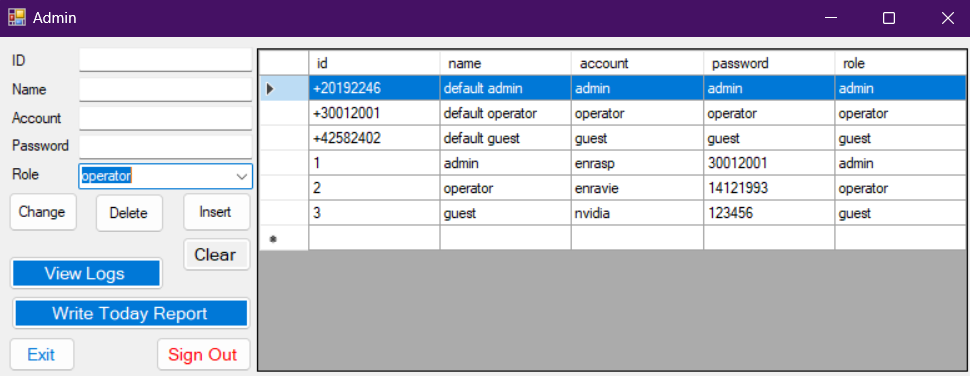 Admin
ID
Name
Account
Password
Role operator
Change Delete Insert
Clear
View Logs
Write Today Report
Exit Sign Out
id name account password role
+20192246 default admin admin admin admin
+30012001 default operator operator operator operator
+42582402 default guest guest guest guest
1 admin enrasp 30012001 admin
2 operator enravie 14121993 operator
3 guest nvidia 123456 guest